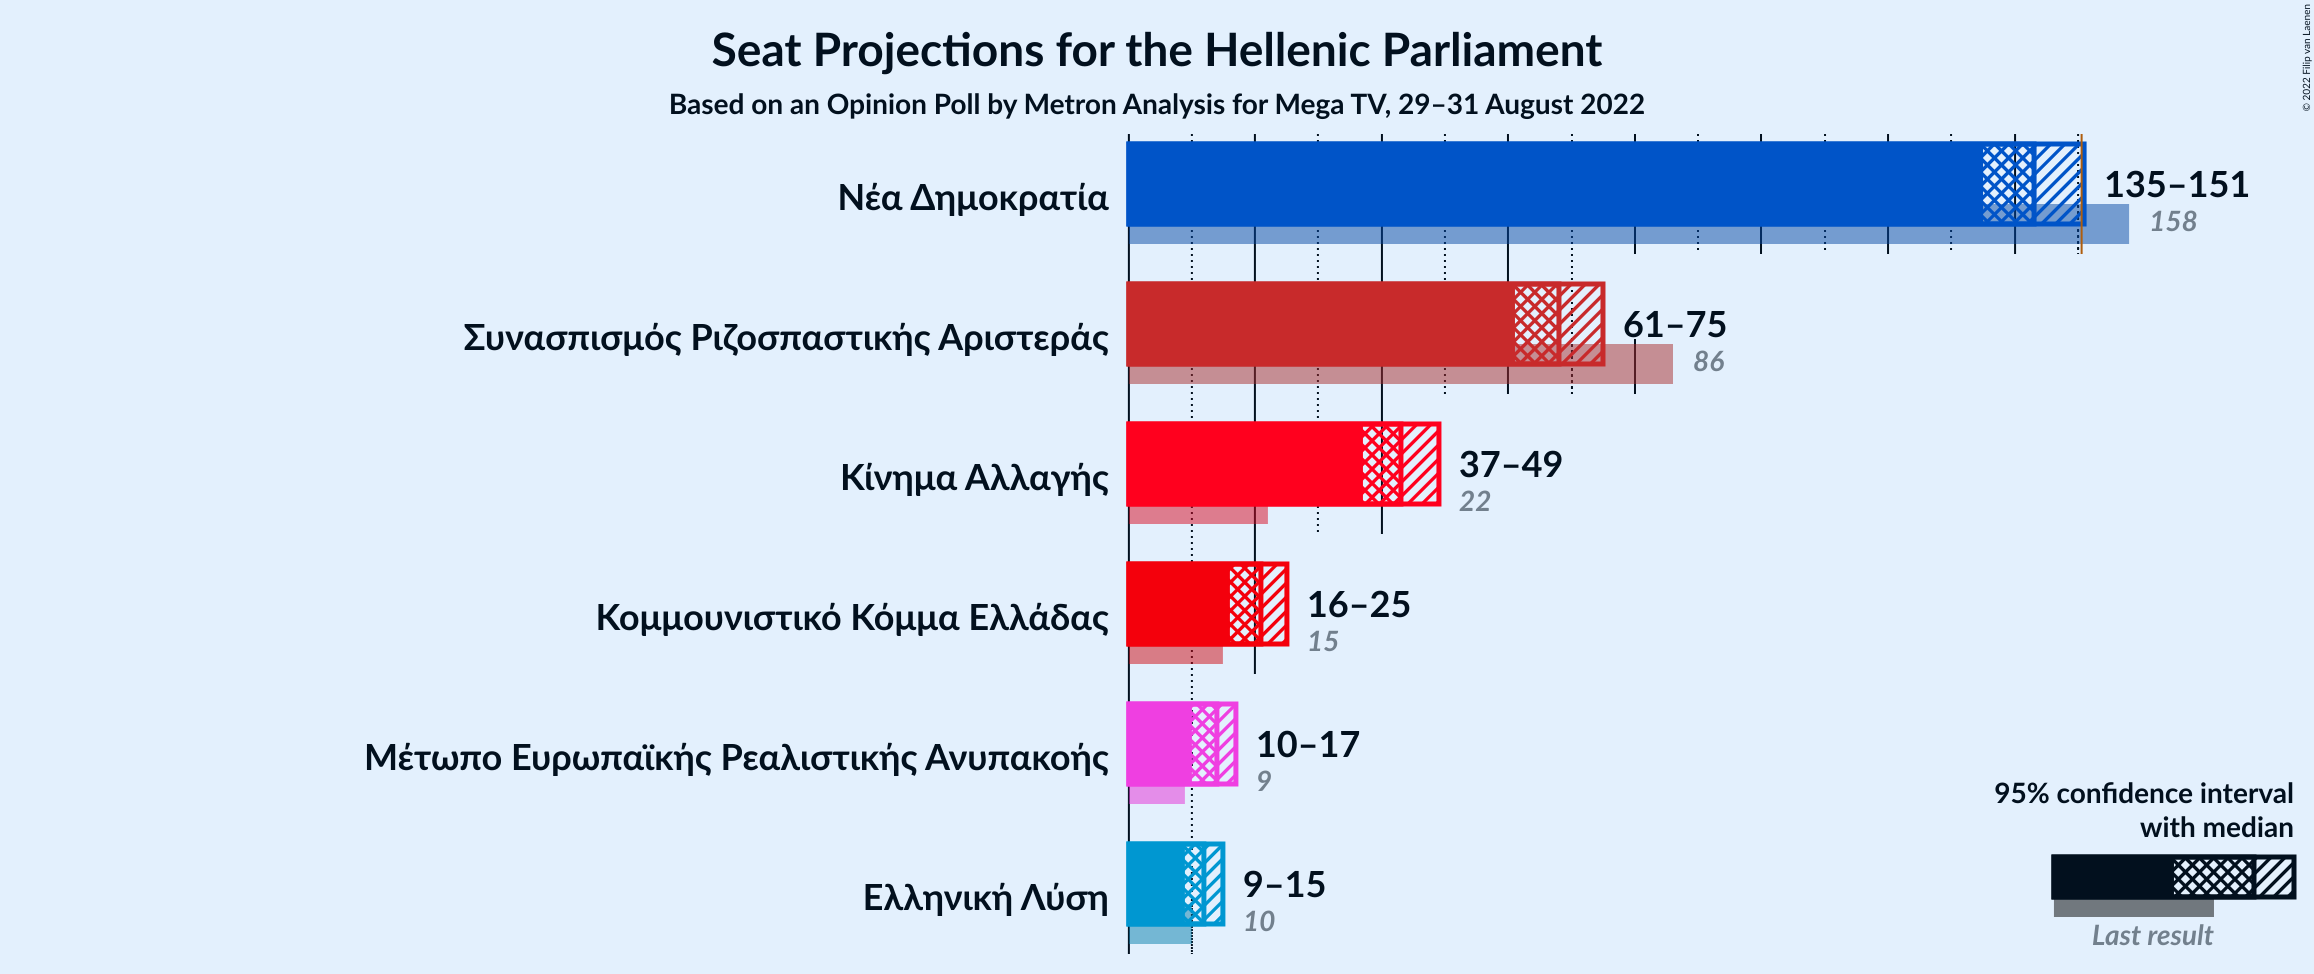 Seat Projections for the Hellenic Parliament
Based on an Opinion Poll by Metron Analysis for Mega TV, 29–31 August 2022
© 2022 Filip van Laenen
Νέα Δημοκρατία
135–151
158
Συνασπισμός Ριζοσπαστικής Αριστεράς
61–75
86
Κίνημα Αλλαγής
37–49
22
Κομμουνιστικό Κόμμα Ελλάδας
16–25
15
Μέτωπο Ευρωπαϊκής Ρεαλιστικής Ανυπακοής
10–17
9
Ελληνική Λύση
9–15
10
95% confidence interval
with median
Last result